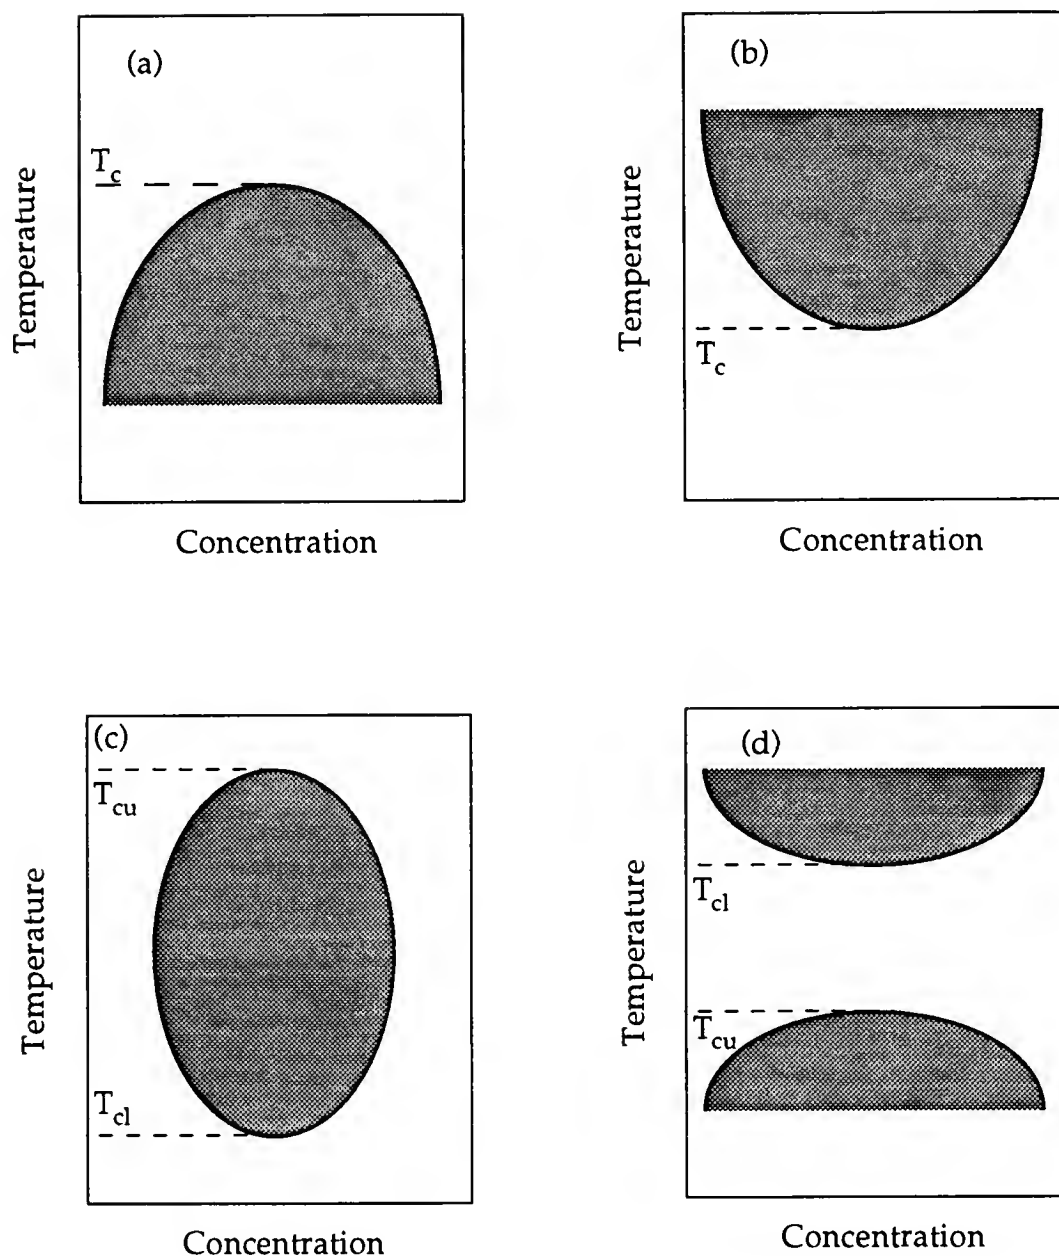 (a)
T_c
Temperature
Concentration
(b)
T_c
Temperature
Concentration
(c)
T_cu
T_cl
Temperature
Concentration
(d)
T_cl
T_cu
Temperature
Concentration